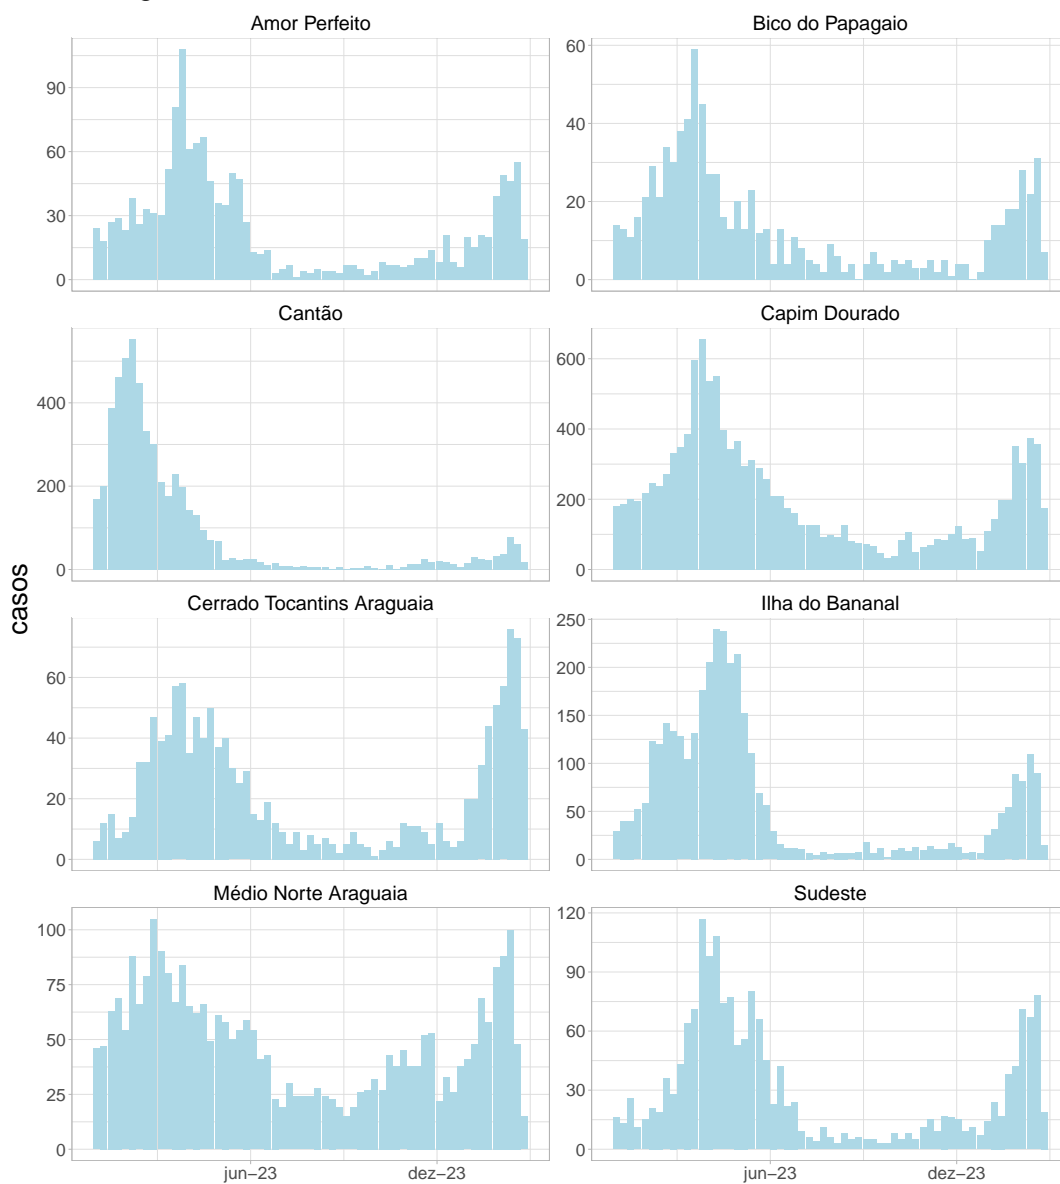 Amor Perfeito
Bico do Papagaio
90
60
30
0
60
40
20
0
Cantão
Capim Dourado
400
200
0
600
400
200
0
casos
Cerrado Tocantins Araguaia
Ilha do Bananal
60
40
20
0
250
200
150
100
50
0
Médio Norte Araguaia
Sudeste
100
75
50
25
0
120
90
60
30
0
jun−23
dez−23
jun−23
dez−23